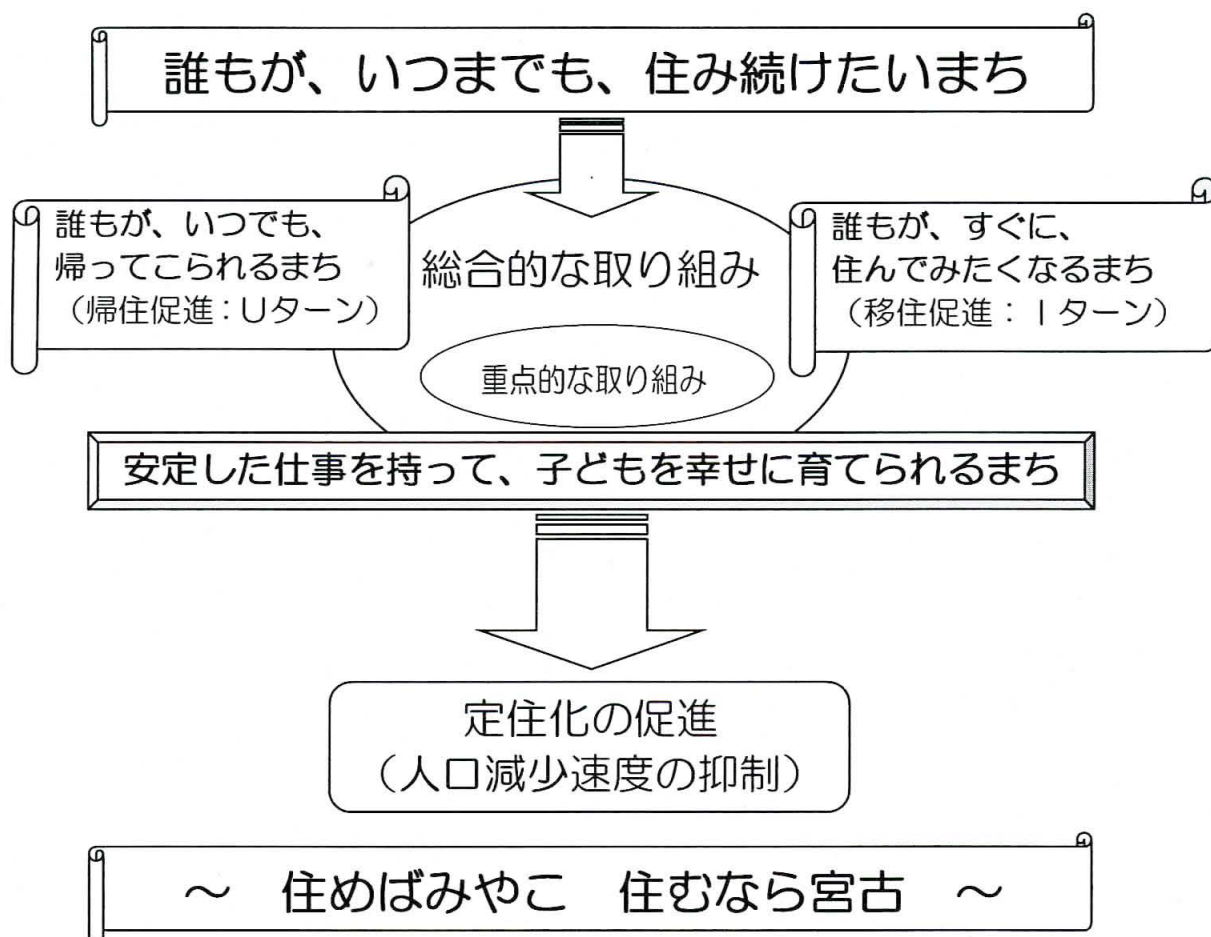 誰もが、いつまでも、住み続けたいまち
誰もが、いつでも、
帰ってこられるまち
（帰住促進：Uターン）
総合的な取り組み
重点的な取り組み
誰もが、すぐに、
住んでみたくなるまち
（移住促進：Iターン）
安定した仕事を持って、子どもを幸せに育てられるまち
定住化の促進
（人口減少速度の抑制）
～　住めばみやこ　住むなら宮古　～